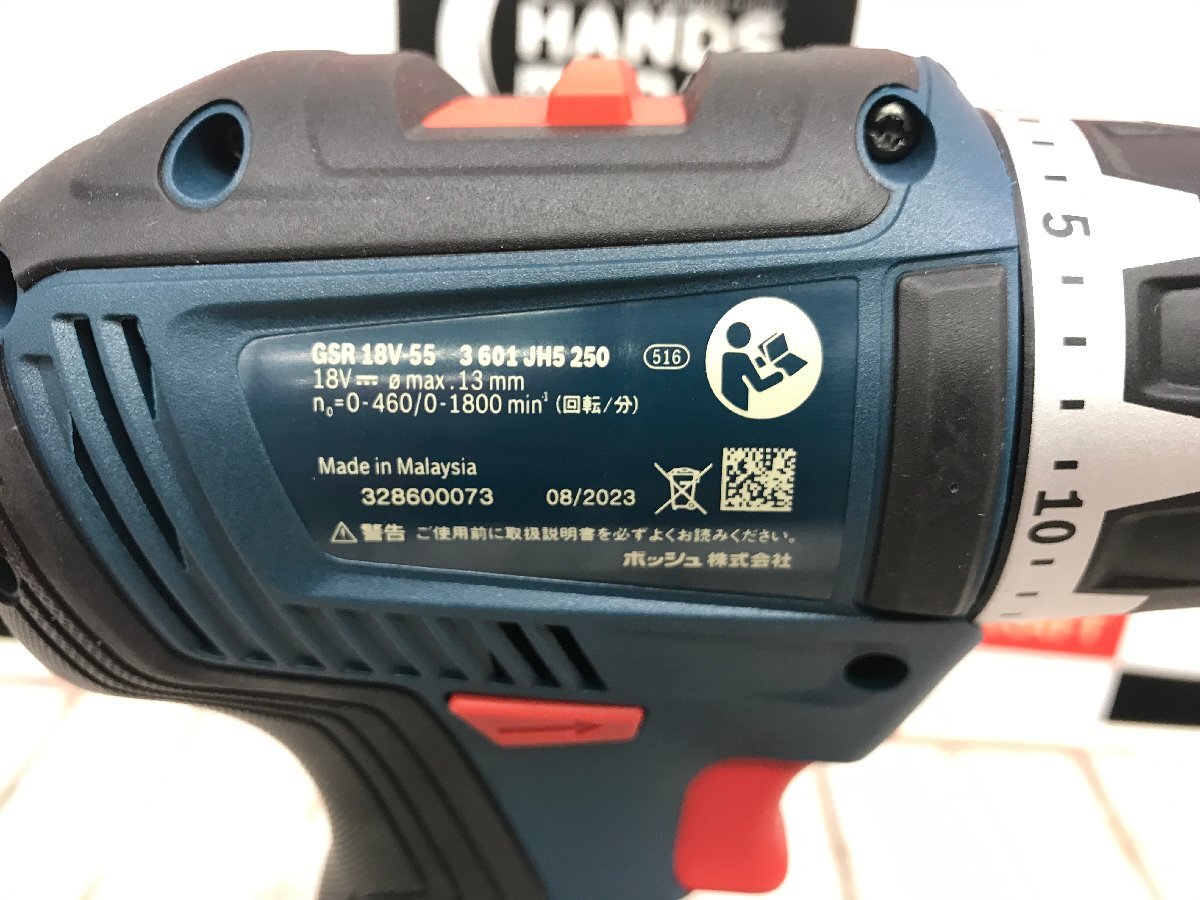 HANDS
5
GSR 18V-55 3 601 JH5 250 516
18V ⎓ ø max. 13 mm
n₀=0-460/0-1800 min⁻¹ (回転/分)
Made in Malaysia
328600073 08/2023
10
⚠ 警告 ご使用前に取扱説明書を必ずよくお読みください。
ボッシュ 株式会社